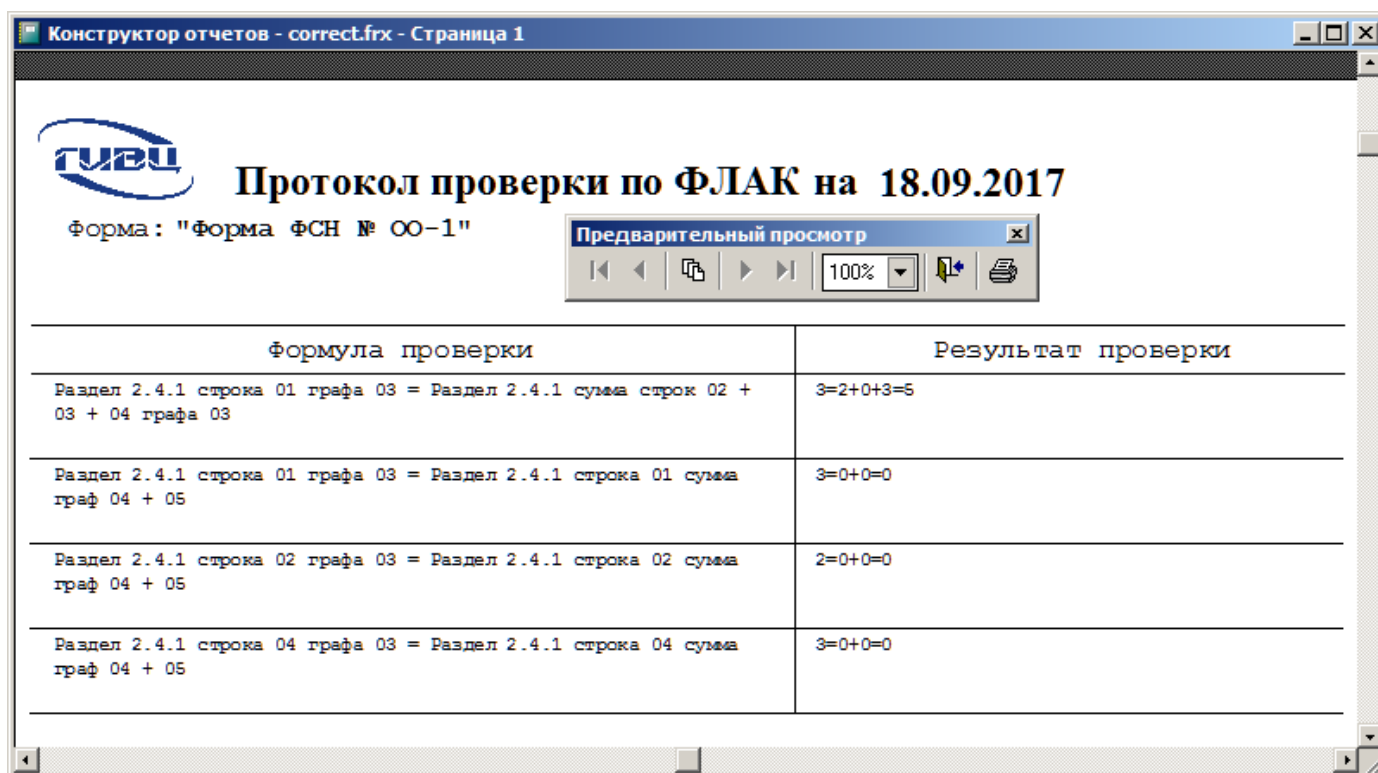 Конструктор отчетов - correct.frx - Страница 1
ГИВЦ
Протокол проверки по ФЛАК на 18.09.2017
Форма: "Форма ФСН № ОО-1"
Предварительный просмотр
100%
Формула проверки
Результат проверки
Раздел 2.4.1 строка 01 графа 03 = Раздел 2.4.1 сумма строк 02 +
03 + 04 графа 03
3=2+0+3=5
Раздел 2.4.1 строка 01 графа 03 = Раздел 2.4.1 строка 01 сумма
граф 04 + 05
3=0+0=0
Раздел 2.4.1 строка 02 графа 03 = Раздел 2.4.1 строка 02 сумма
граф 04 + 05
2=0+0=0
Раздел 2.4.1 строка 04 графа 03 = Раздел 2.4.1 строка 04 сумма
граф 04 + 05
3=0+0=0